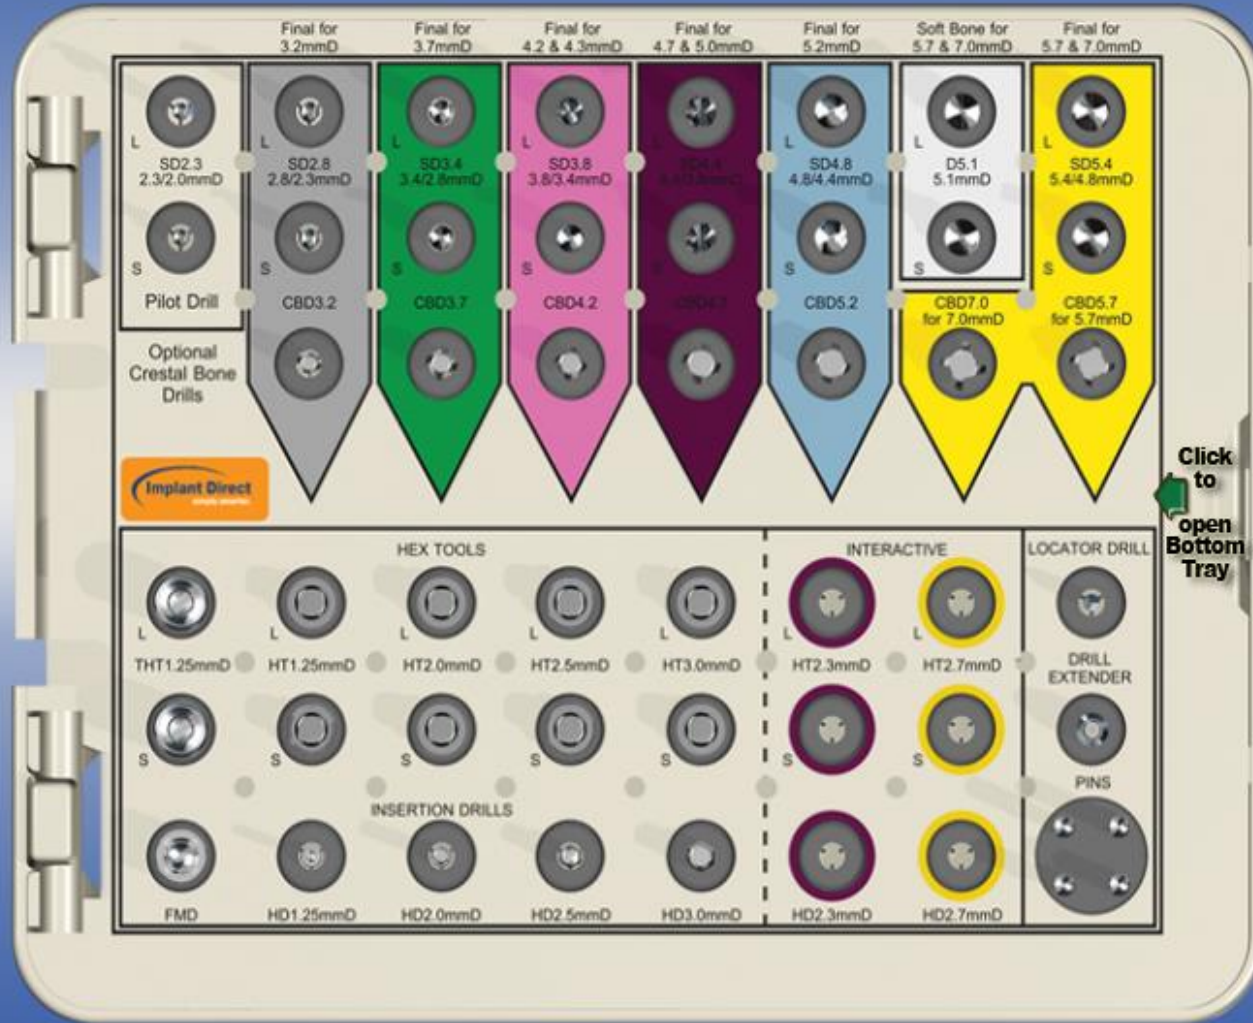 Final for
3.2mmD
Final for
3.7mmD
Final for
4.2 & 4.3mmD
Final for
4.7 & 5.0mmD
Final for
5.2mmD
Soft Bone for
5.7 & 7.0mmD
Final for
5.7 & 7.0mmD
L
L
L
L
L
L
L
L
SD2.3
2.3/2.0mmD
SD2.8
2.8/2.3mmD
SD3.4
3.4/2.8mmD
SD3.8
3.8/3.4mmD
SD4.8
4.8/4.4mmD
D5.1
5.1mmD
SD5.4
5.4/4.8mmD
S
S
S
S
S
S
S
S
Pilot Drill
CBD3.2
CBD3.7
CBD4.2
CBD5.2
CBD7.0
for 7.0mmD
CBD5.7
for 5.7mmD
Optional
Crestal Bone
Drills
Implant Direct
Click
to
open
Bottom
Tray
HEX TOOLS
INTERACTIVE
LOCATOR DRILL
L
L
L
L
L
L
L
THT1.25mmD
HT1.25mmD
HT2.0mmD
HT2.5mmD
HT3.0mmD
HT2.3mmD
HT2.7mmD
DRILL
EXTENDER
S
S
S
S
S
S
S
PINS
INSERTION DRILLS
FMD
HD1.25mmD
HD2.0mmD
HD2.5mmD
HD3.0mmD
HD2.3mmD
HD2.7mmD